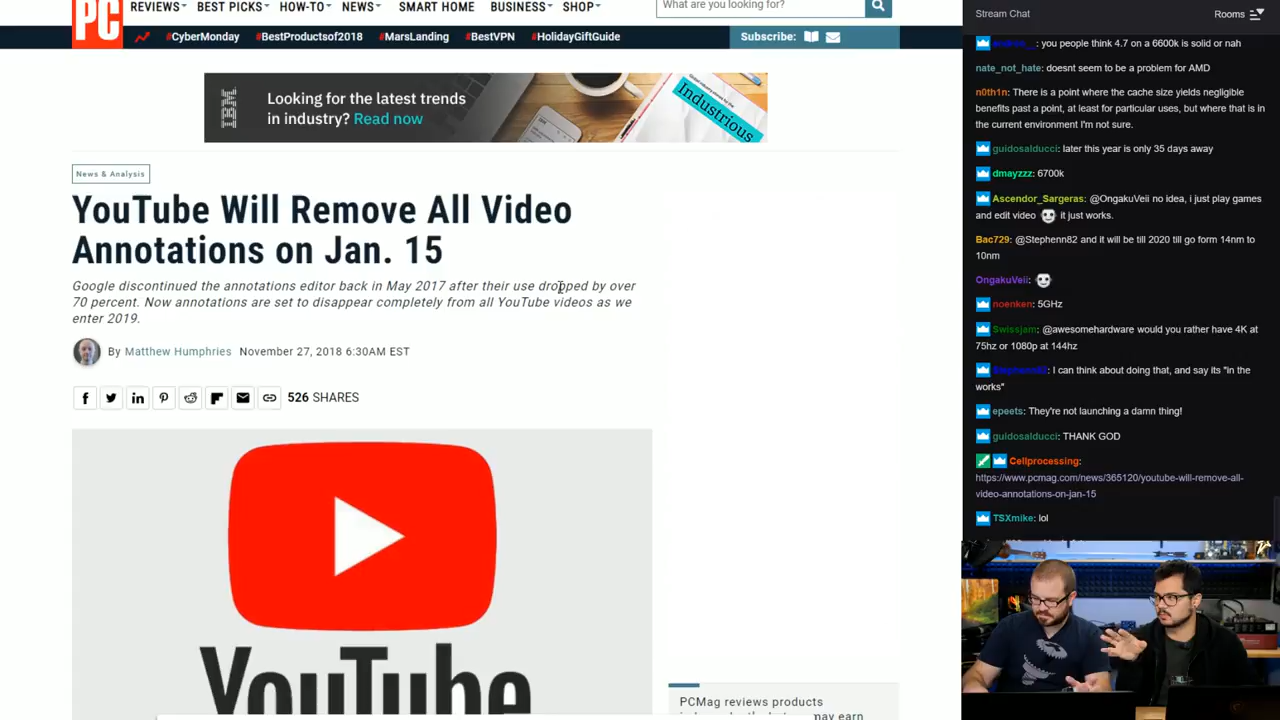 PC
REVIEWS
BEST PICKS
HOW-TO
NEWS
SMART HOME
BUSINESS
SHOP
What are you looking for?
#CyberMonday
#BestProductsof2018
#MarsLanding
#BestVPN
#HolidayGiftGuide
Subscribe:
IBM
Looking for the latest trends
in industry? Read now
Industrious
News & Analysis
YouTube Will Remove All Video
Annotations on Jan. 15
Google discontinued the annotations editor back in May 2017 after their use dropped by over
70 percent. Now annotations are set to disappear completely from all YouTube videos as we
enter 2019.
By Matthew Humphries November 27, 2018 6:30AM EST
526 SHARES
YouTube
PCMag reviews products
may earn
Stream Chat
Rooms
: you people think 4.7 on a 6600k is solid or nah
nate_not_hate: doesnt seem to be a problem for AMD
n0th1n: There is a point where the cache size yields negligible
benefits past a point, at least for particular uses, but where that is in
the current environment I'm not sure.
guidosalducci: later this year is only 35 days away
dmayzzz: 6700k
Ascendor_Sargeras: @OngakuVeii no idea, i just play games
and edit video it just works.
Bac729: @Stephenn82 and it will be till 2020 till go form 14nm to
10nm
OngakuVeii:
noenken: 5GHz
Swissjam: @awesomehardware would you rather have 4K at
75hz or 1080p at 144hz
Stephenn82: I can think about doing that, and say its "in the
works"
epeets: They're not launching a damn thing!
guidosalducci: THANK GOD
Cellprocessing:
https://www.pcmag.com/news/365120/youtube-will-remove-all-
video-annotations-on-jan-15
TSXmike: lol